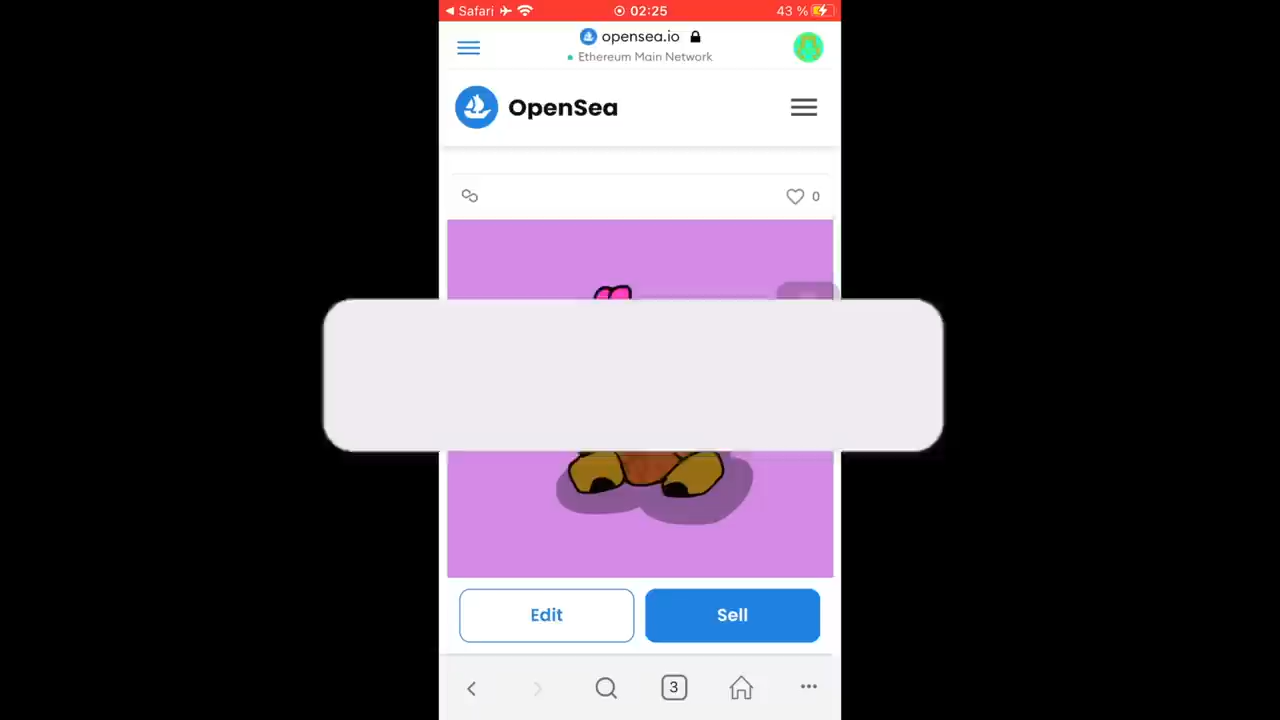 Safari 02:25 43 %
opensea.io
Ethereum Main Network
OpenSea
0
Edit Sell
3